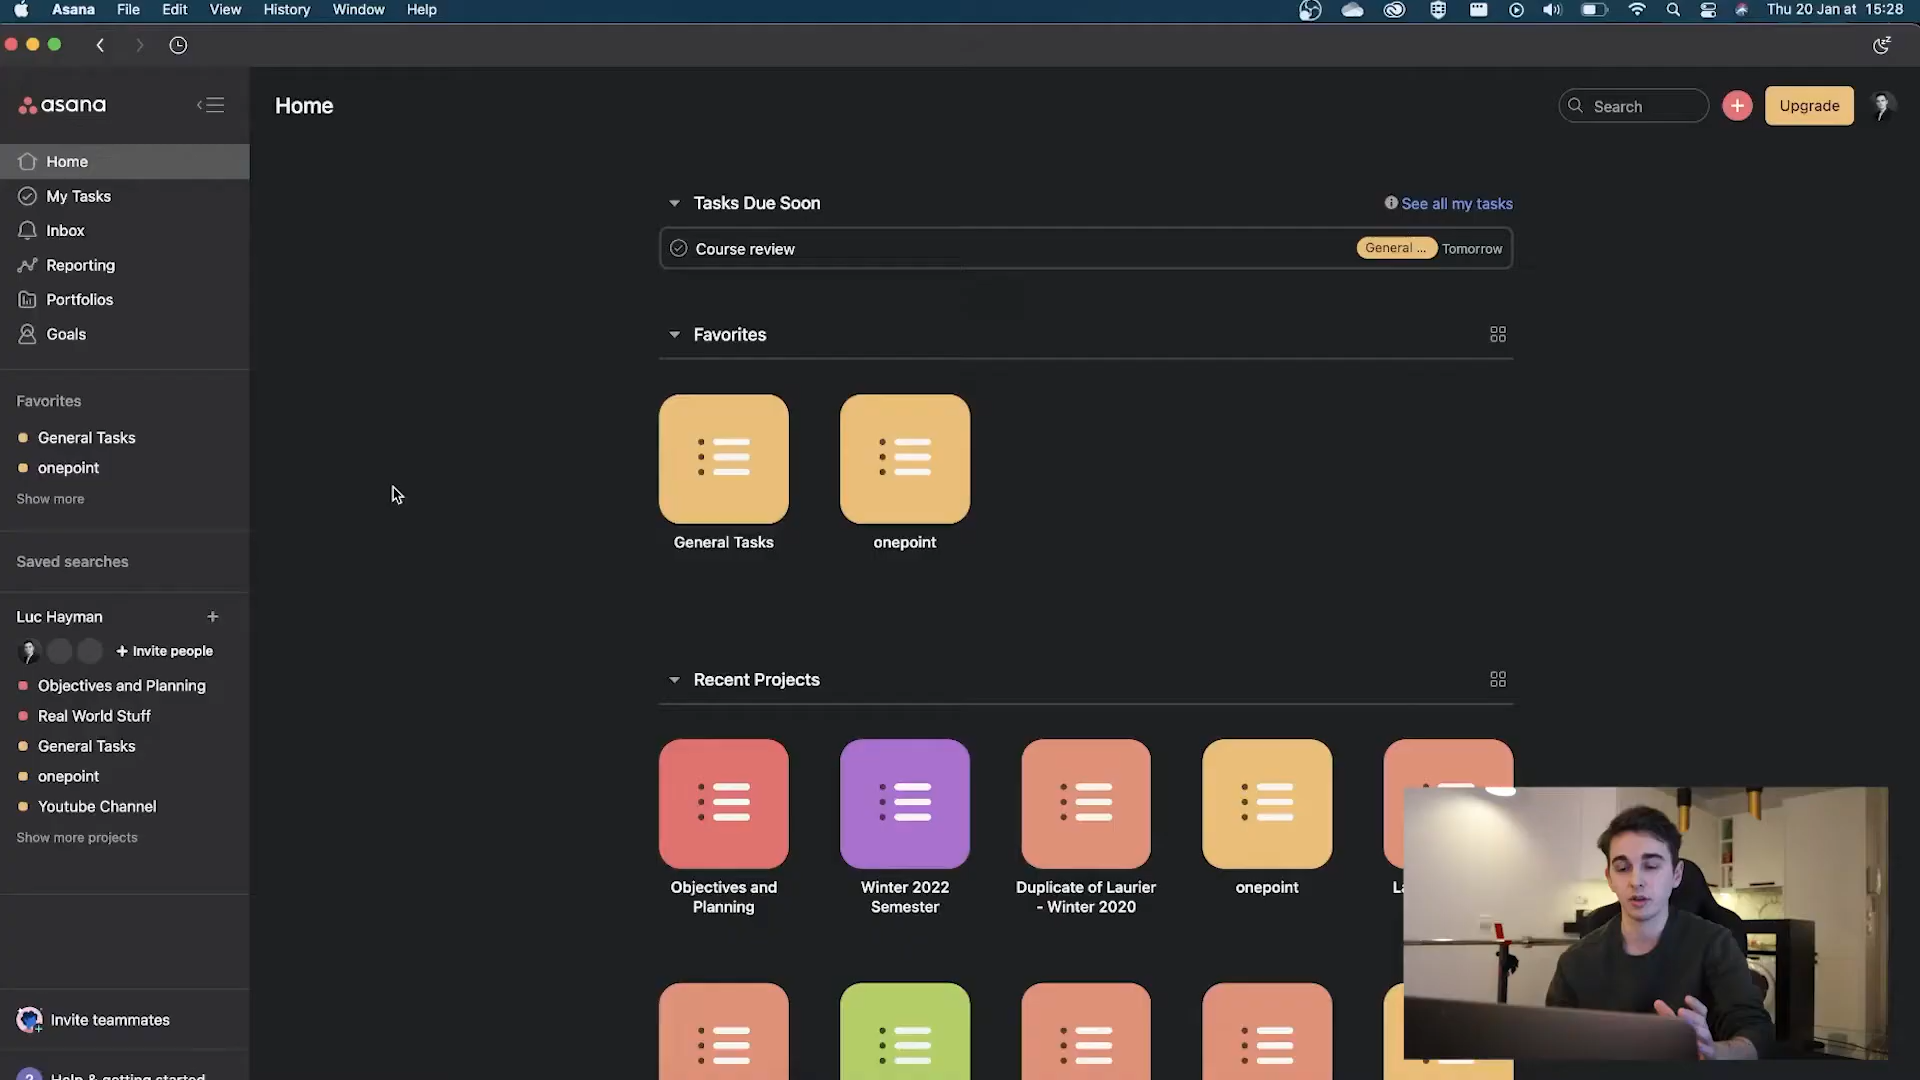 Asana File Edit View History Window Help
Thu 20 Jan at 15:28
asana
Home
Search
Upgrade
Home
My Tasks
Inbox
Reporting
Portfolios
Goals
Favorites
General Tasks
onepoint
Show more
Saved searches
Luc Hayman
Invite people
Objectives and Planning
Real World Stuff
General Tasks
onepoint
Youtube Channel
Show more projects
Invite teammates
Help & getting started
Tasks Due Soon
See all my tasks
Course review
General ...
Tomorrow
Favorites
General Tasks
onepoint
Recent Projects
Objectives and
Planning
Winter 2022
Semester
Duplicate of Laurier
- Winter 2020
onepoint